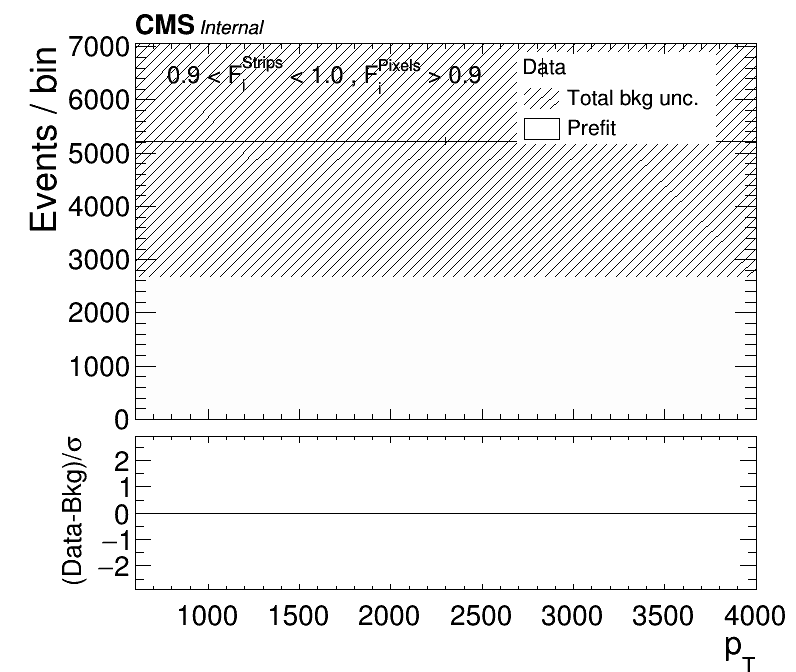 CMS Internal
7000
6000
5000
4000
3000
2000
1000
0
Events / bin
0.9 < F_i^Strips < 1.0 , F_i^Pixels > 0.9
Data
Total bkg unc.
Prefit
2
1
0
−1
−2
(Data-Bkg)/σ
1000 1500 2000 2500 3000 3500 4000
p_T